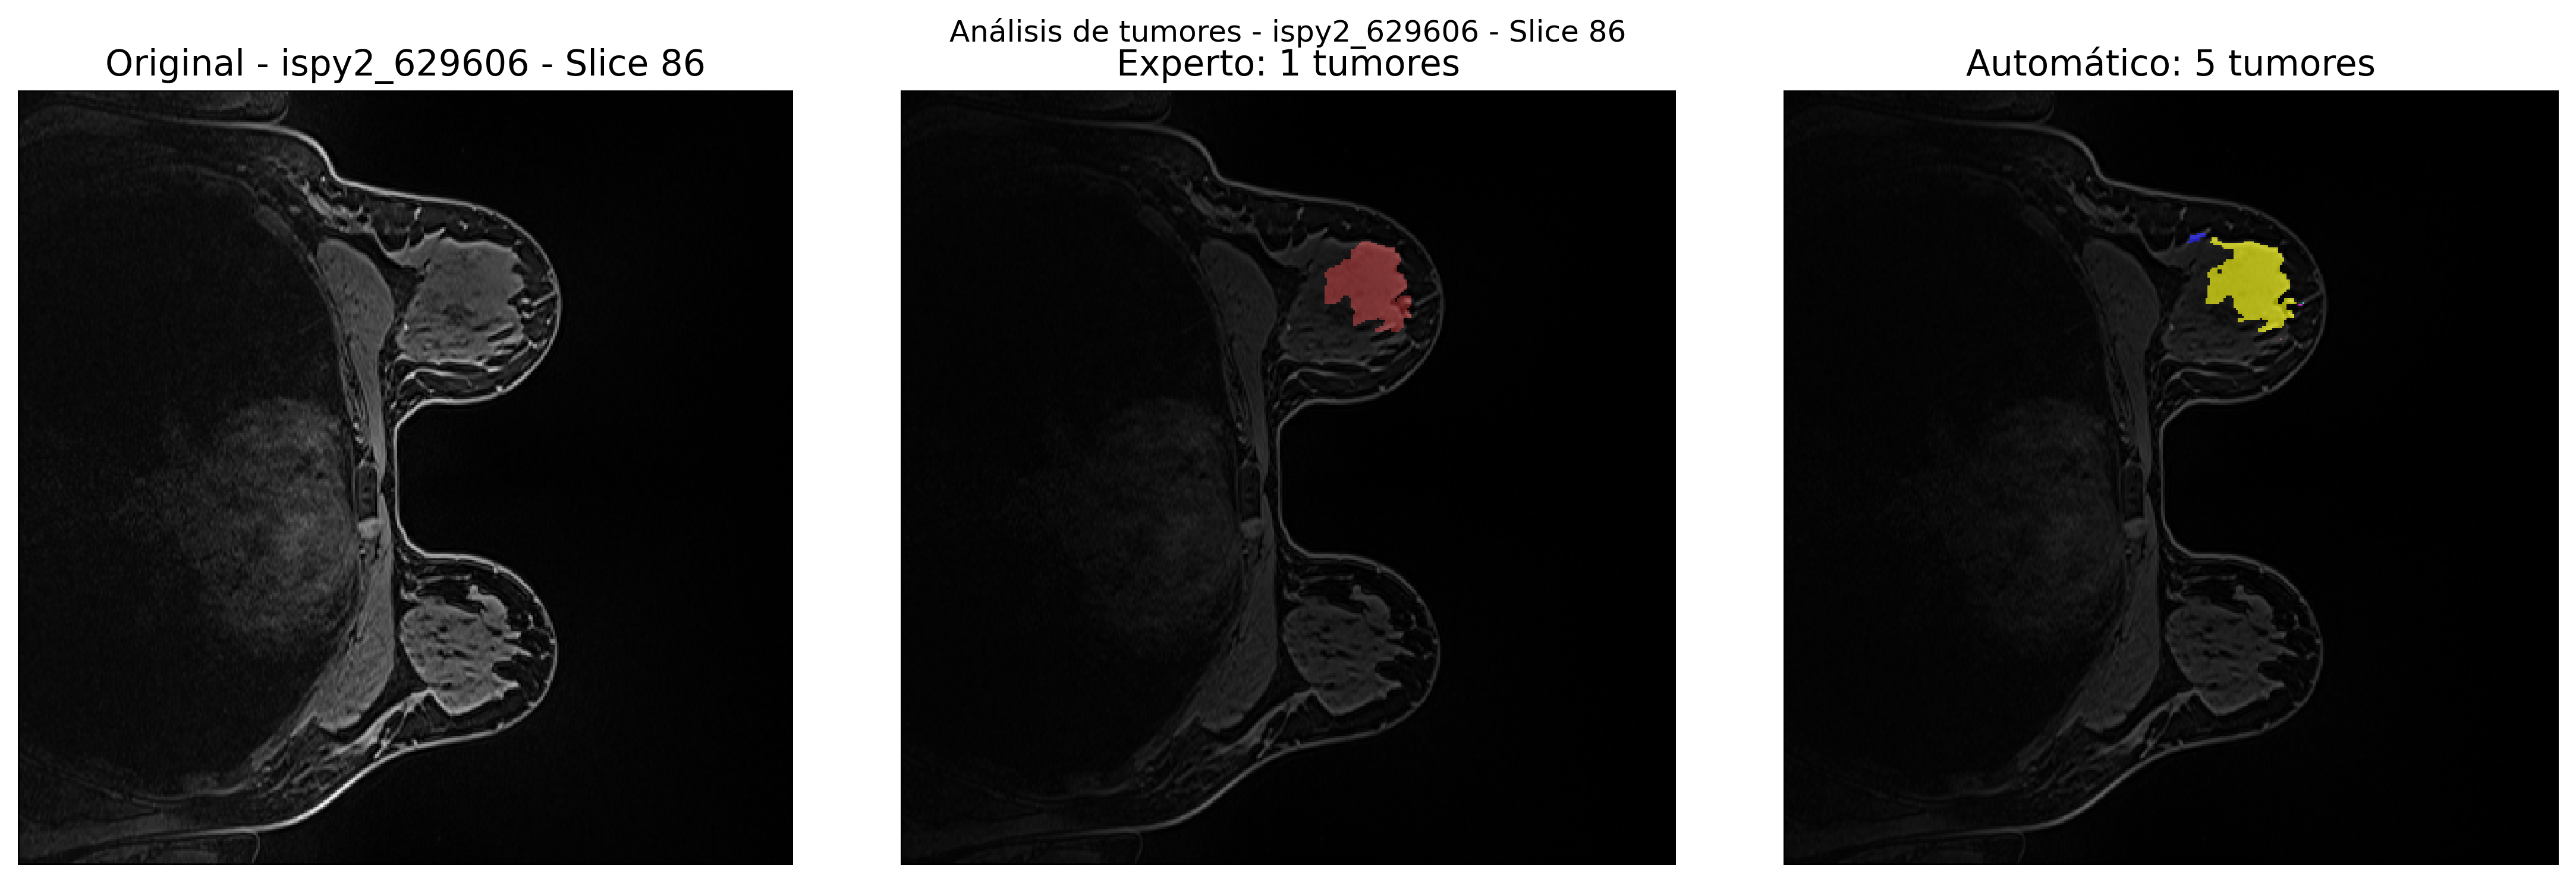 Análisis de tumores - ispy2_629606 - Slice 86
Original - ispy2_629606 - Slice 86
Experto: 1 tumores
Automático: 5 tumores